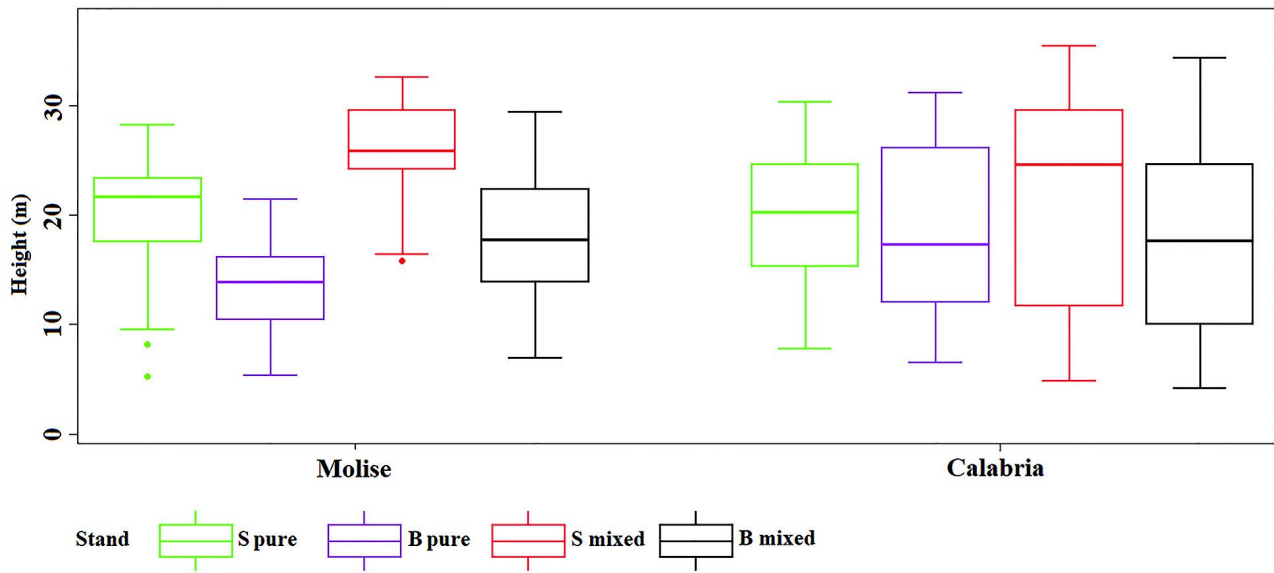 Height (m)
30
20
10
0
Molise
Calabria
Stand
S pure
B pure
S mixed
B mixed